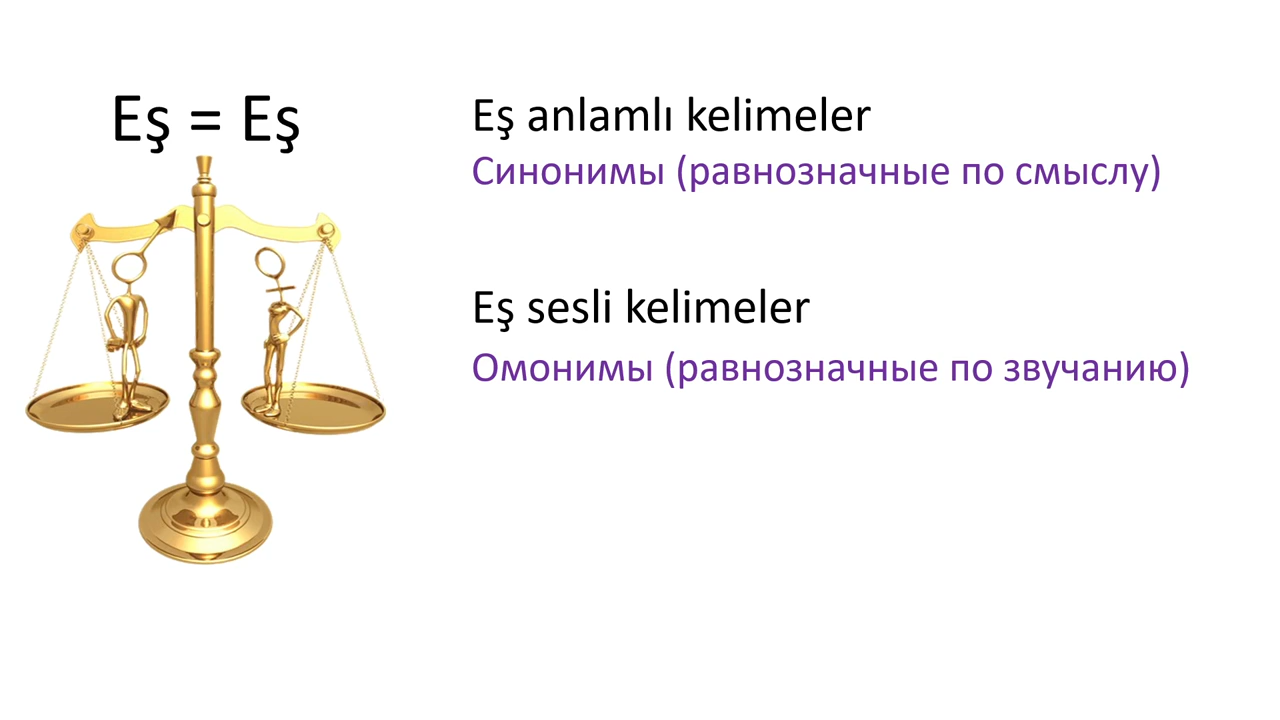 Eş = Eş
Eş anlamlı kelimeler
Синонимы (равнозначные по смыслу)
Eş sesli kelimeler
Омонимы (равнозначные по звучанию)